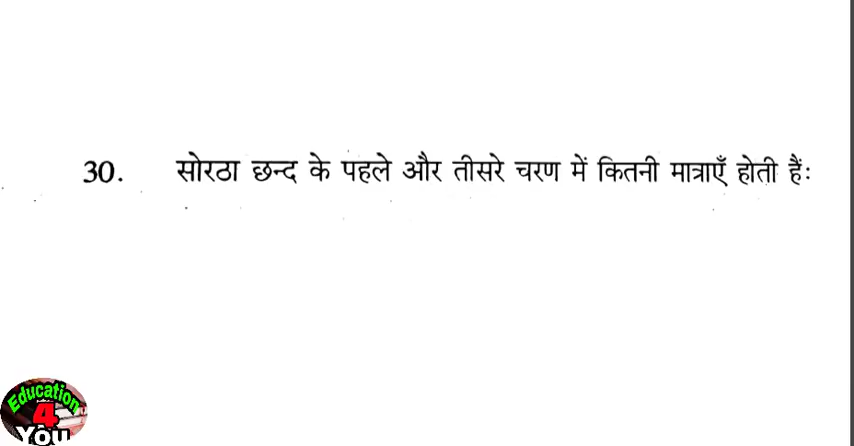 30. सोरठा छन्द के पहले और तीसरे चरण में कितनी मात्राएँ होती हैं:
Education
4
You